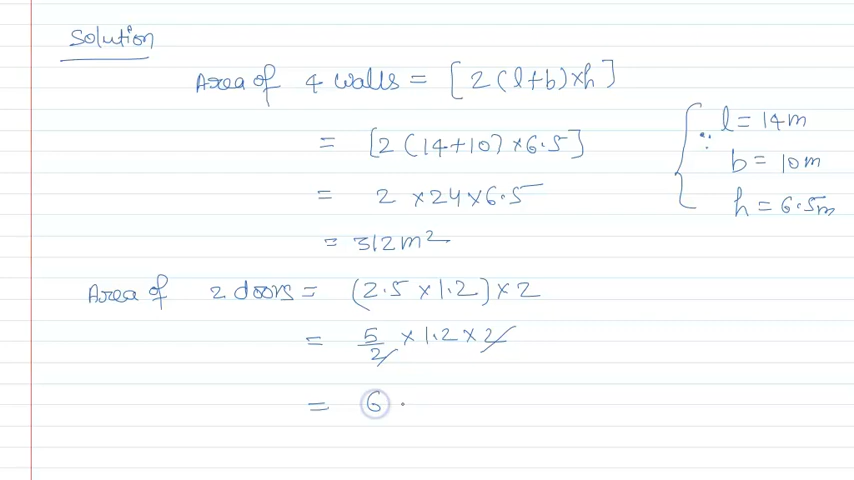 Solution
Area of 4 walls = [2(l+b)×h]
= [2(14+10)×6.5]
= 2×24×6.5
= 312m²
∵ l = 14m
b = 10m
h = 6.5m
Area of 2 doors = (2.5×1.2)×2
= 5/2×1.2×2
= 6.